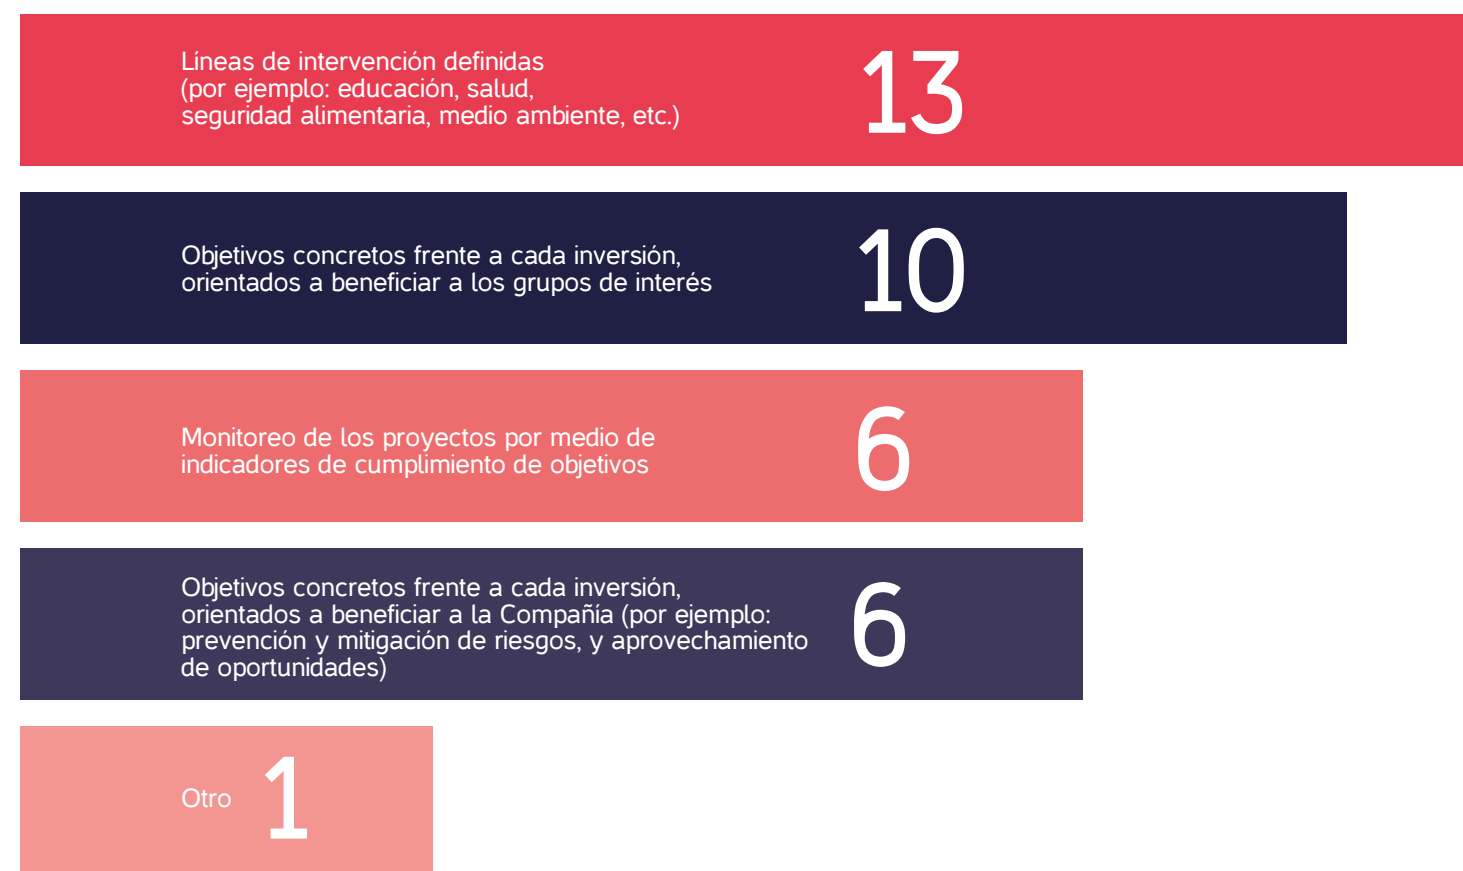 Líneas de intervención definidas
(por ejemplo: educación, salud,
seguridad alimentaria, medio ambiente, etc.)
13
Objetivos concretos frente a cada inversión,
orientados a beneficiar a los grupos de interés
10
Monitoreo de los proyectos por medio de
indicadores de cumplimiento de objetivos
6
Objetivos concretos frente a cada inversión,
orientados a beneficiar a la Compañía (por ejemplo:
prevención y mitigación de riesgos, y aprovechamiento
de oportunidades)
6
Otro
1